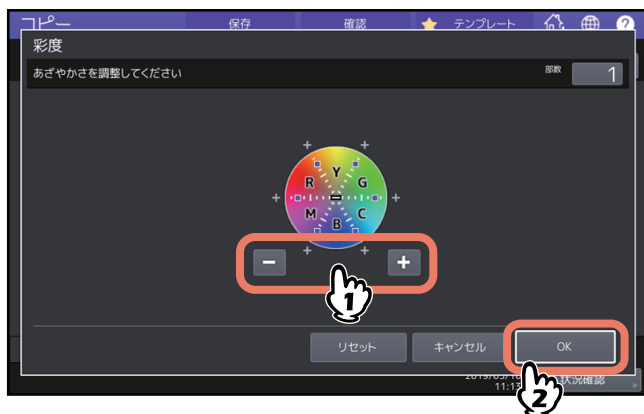 コピー 保存 確認 テンプレート ?
彩度
あざやかさを調整してください 部数 1
Y
R G
M C
B
− +
1
リセット キャンセル OK
11:13 状況確認
2